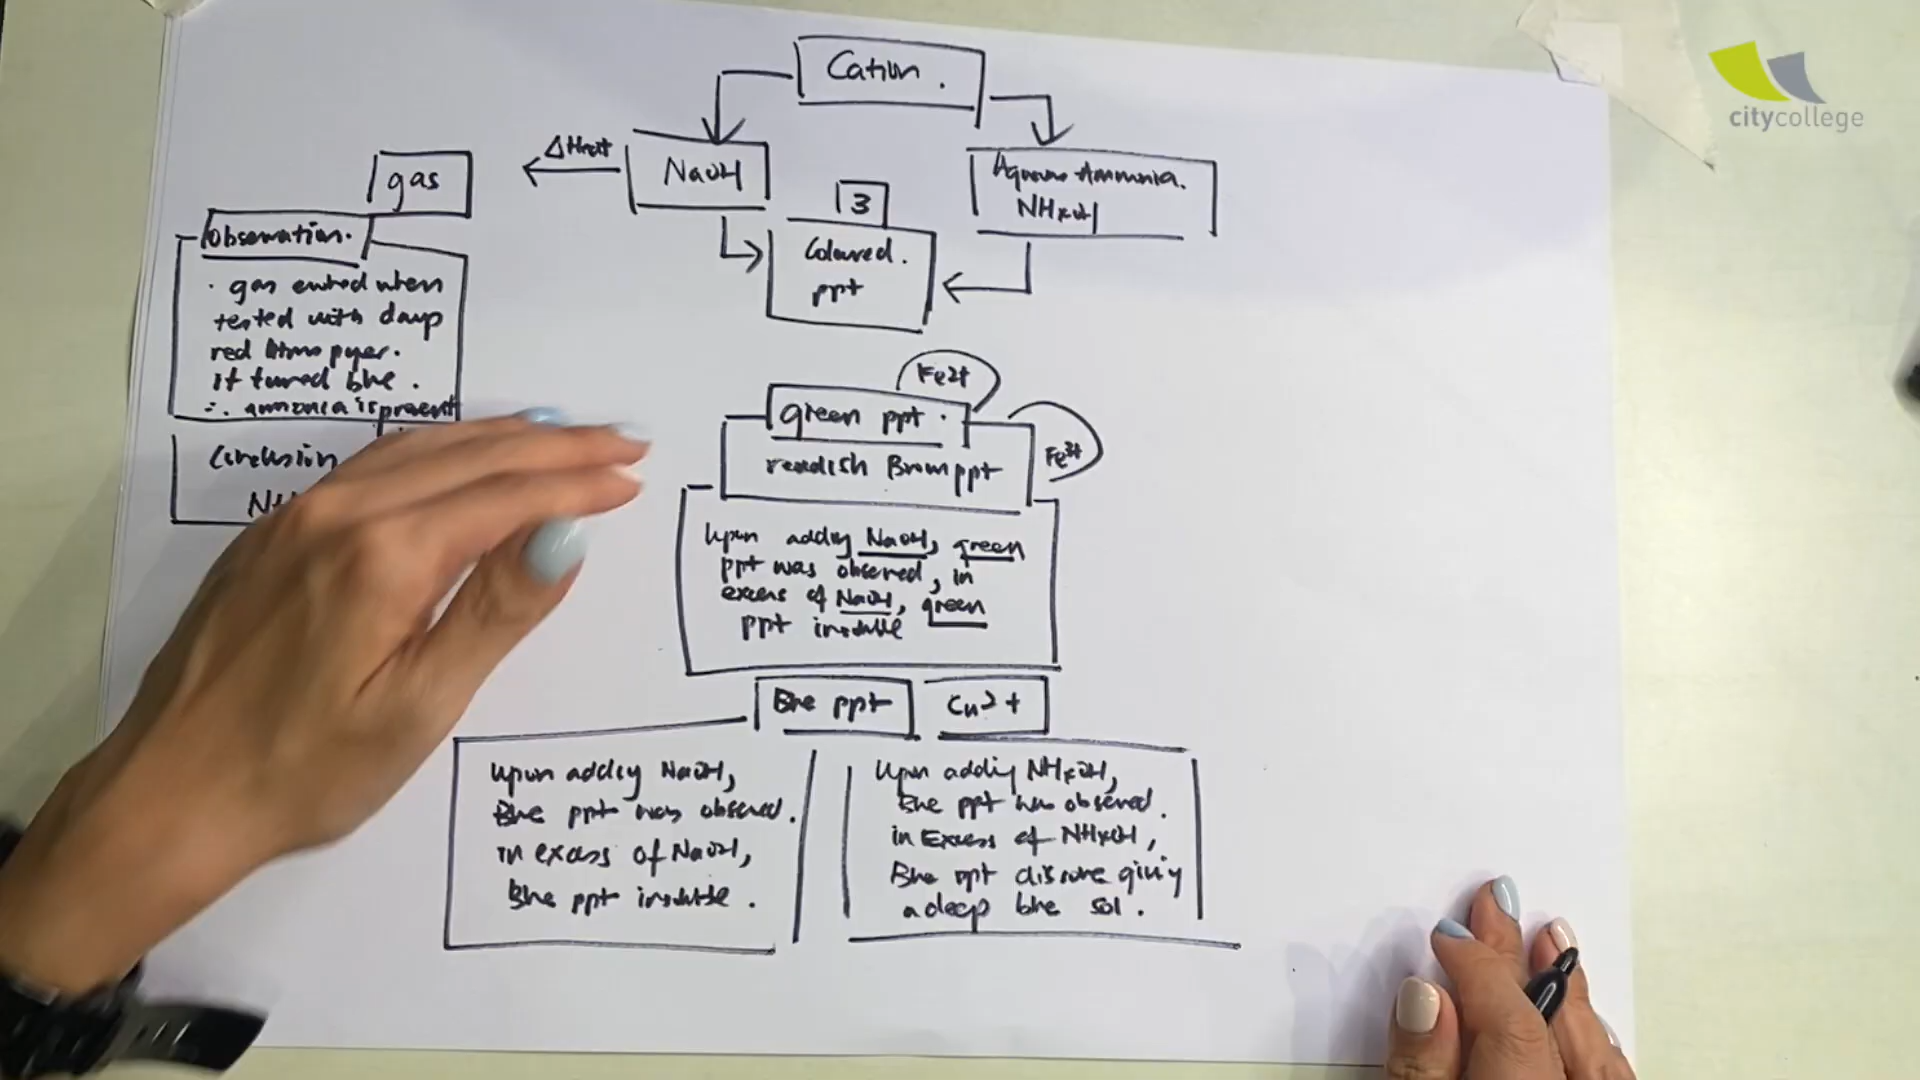 Cation.
ΔHeat
NaOH
Aqueous Ammonia.
NH4OH
gas
3
Coloured.
ppt
Observation.
· gas emitted when
tested with damp
red litmus paper.
it turned blue.
∴ ammonia is present
Conclusion
Fe2+
green ppt.
Fe3+
readish Brown ppt
Upon adding NaOH, green
ppt was observed, in
excess of NaOH, green
ppt insoluble
Blue ppt
Cu2+
Upon adding NaOH,
Blue ppt was observed.
in excess of NaOH,
Blue ppt insoluble.
Upon adding NH4OH,
Blue ppt was observed.
in Excess of NH4OH,
Blue ppt dissolve giving
a deep blue sol.
citycollege